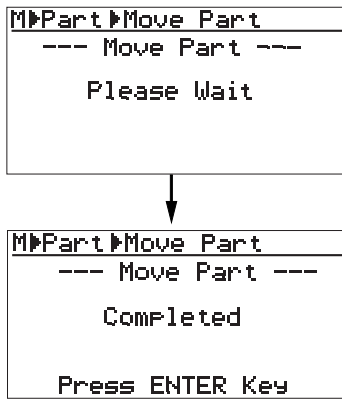 M▶Part▶Move Part
--- Move Part ---
Please Wait
M▶Part▶Move Part
--- Move Part ---
Completed
Press ENTER Key